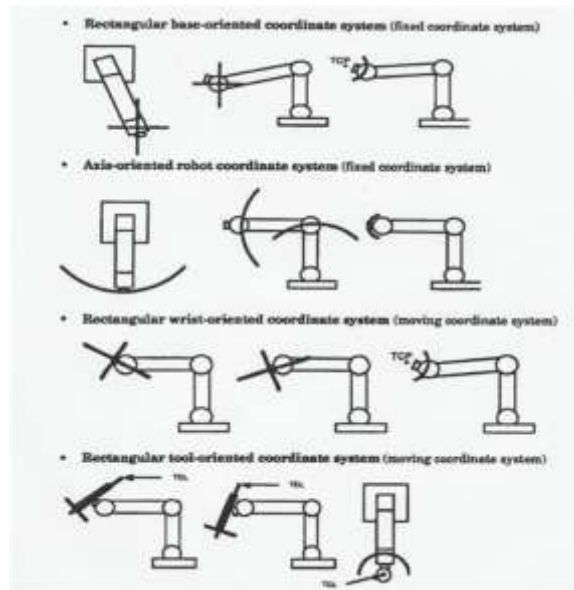 • Rectangular base-oriented coordinate system (fixed coordinate system)
TCP
• Axis-oriented robot coordinate system (fixed coordinate system)
• Rectangular wrist-oriented coordinate system (moving coordinate system)
TCP
• Rectangular tool-oriented coordinate system (moving coordinate system)